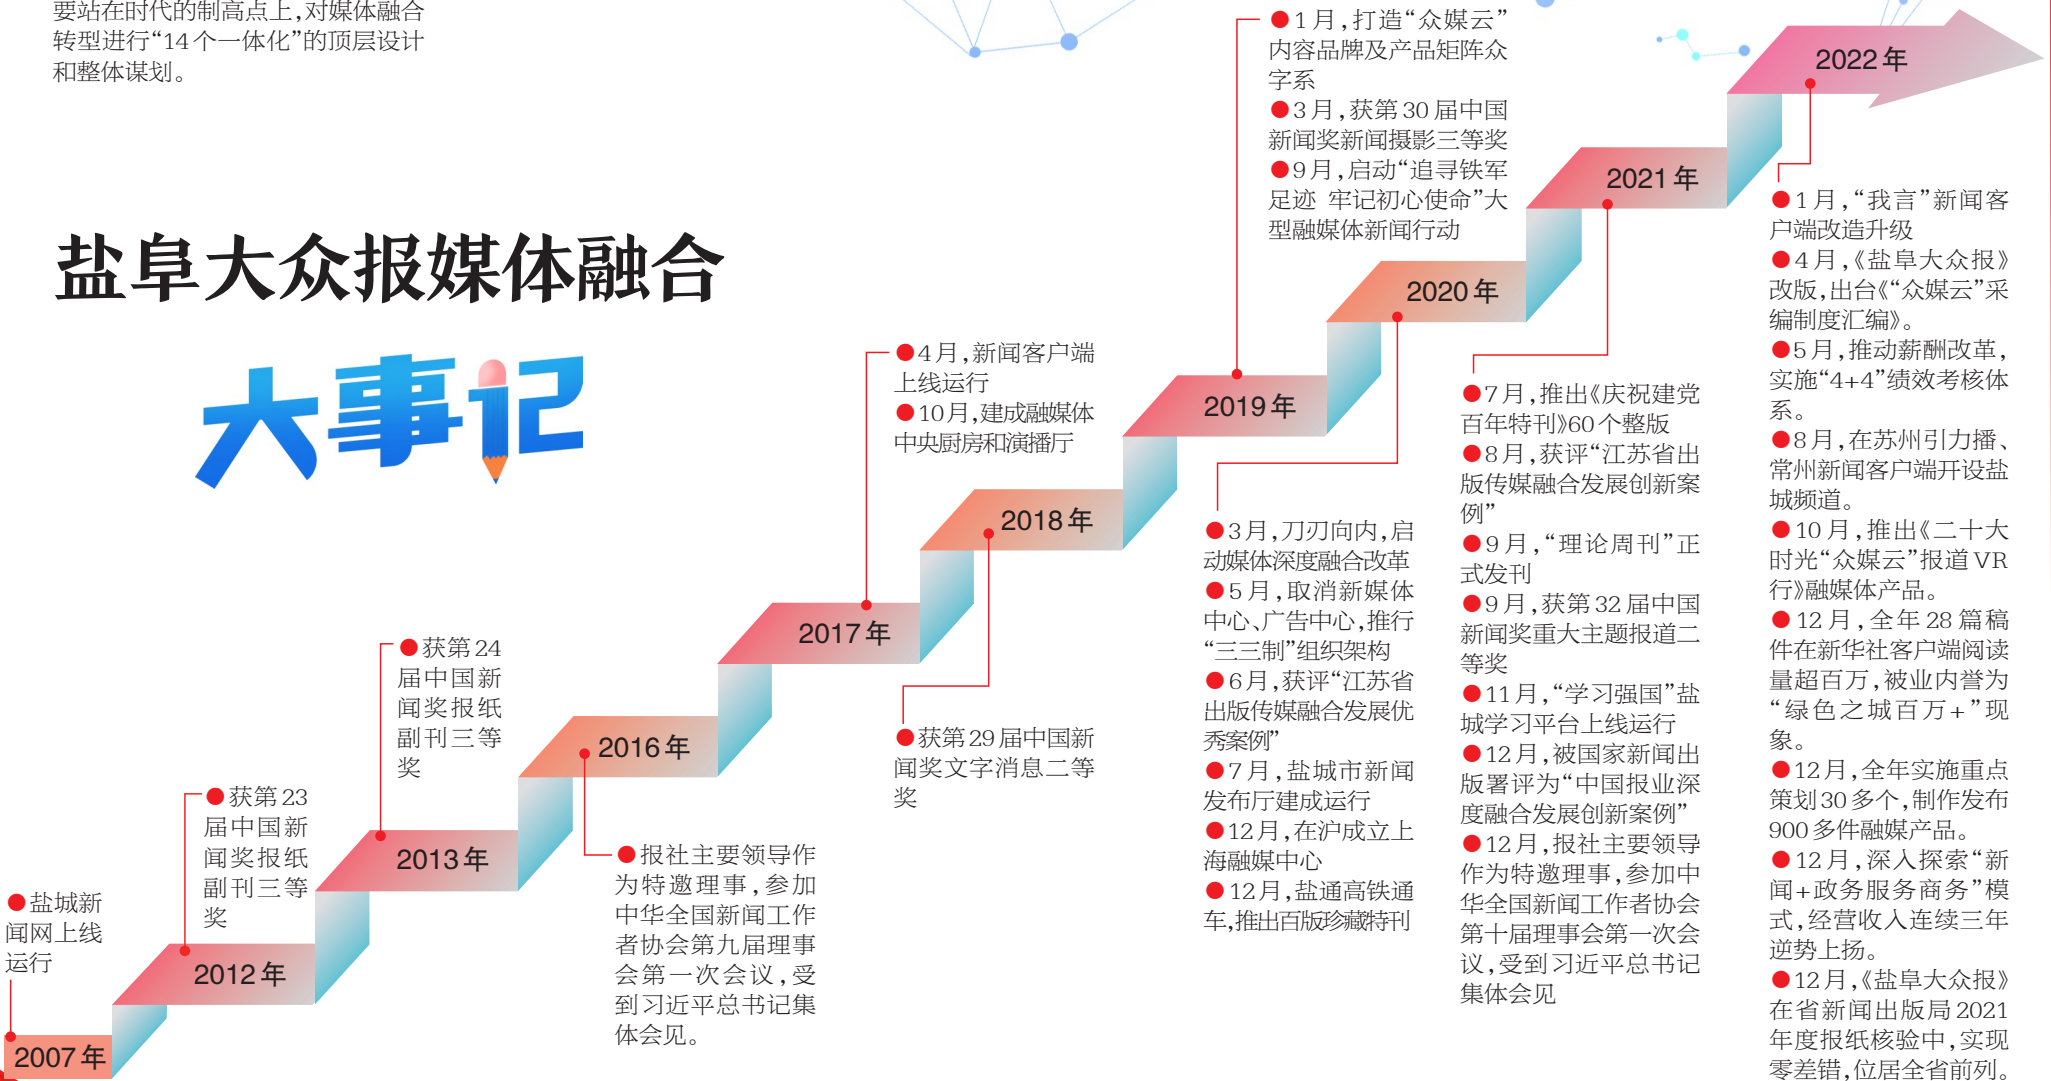 要站在时代的制高点上,对媒体融合
转型进行“14个一体化”的顶层设计
和整体谋划。
盐阜大众报媒体融合
大事记
2007年
●盐城新
闻网上线
运行
2012年
●获第23
届中国新
闻奖报纸
副刊三等
奖
2013年
●获第24
届中国新
闻奖报纸
副刊三等
奖
2016年
●报社主要领导作
为特邀理事,参加
中华全国新闻工作
者协会第九届理事
会第一次会议,受
到习近平总书记集
体会见。
2017年
●4月,新闻客户端
上线运行
●10月,建成融媒体
中央厨房和演播厅
2018年
●获第29届中国新
闻奖文字消息二等
奖
2019年
●1月,打造“众媒云”
内容品牌及产品矩阵众
字系
●3月,获第30届中国
新闻奖新闻摄影三等奖
●9月,启动“追寻铁军
足迹 牢记初心使命”大
型融媒体新闻行动
2020年
●3月,刀刃向内,启
动媒体深度融合改革
●5月,取消新媒体
中心、广告中心,推行
“三三制”组织架构
●6月,获评“江苏省
出版传媒融合发展优
秀案例”
●7月,盐城市新闻
发布厅建成运行
●12月,在沪成立上
海融媒中心
●12月,盐通高铁通
车,推出百版珍藏特刊
2021年
●7月,推出《庆祝建党
百年特刊》60个整版
●8月,获评“江苏省出
版传媒融合发展创新案
例”
●9月,“理论周刊”正
式发刊
●9月,获第32届中国
新闻奖重大主题报道二
等奖
●11月,“学习强国”盐
城学习平台上线运行
●12月,被国家新闻出
版署评为“中国报业深
度融合发展创新案例”
●12月,报社主要领导
作为特邀理事,参加中
华全国新闻工作者协会
第十届理事会第一次会
议,受到习近平总书记
集体会见
2022年
●1月,“我言”新闻客
户端改造升级
●4月,《盐阜大众报》
改版,出台《“众媒云”采
编制度汇编》。
●5月,推动薪酬改革,
实施“4+4”绩效考核体
系。
●8月,在苏州引力播、
常州新闻客户端开设盐
城频道。
●10月,推出《二十大
时光“众媒云”报道VR
行》融媒体产品。
●12月,全年28篇稿
件在新华社客户端阅读
量超百万,被业内誉为
“绿色之城百万+”现
象。
●12月,全年实施重点
策划30多个,制作发布
900多件融媒产品。
●12月,深入探索“新
闻+政务服务商务”模
式,经营收入连续三年
逆势上扬。
●12月,《盐阜大众报》
在省新闻出版局2021
年度报纸核验中,实现
零差错,位居全省前列。